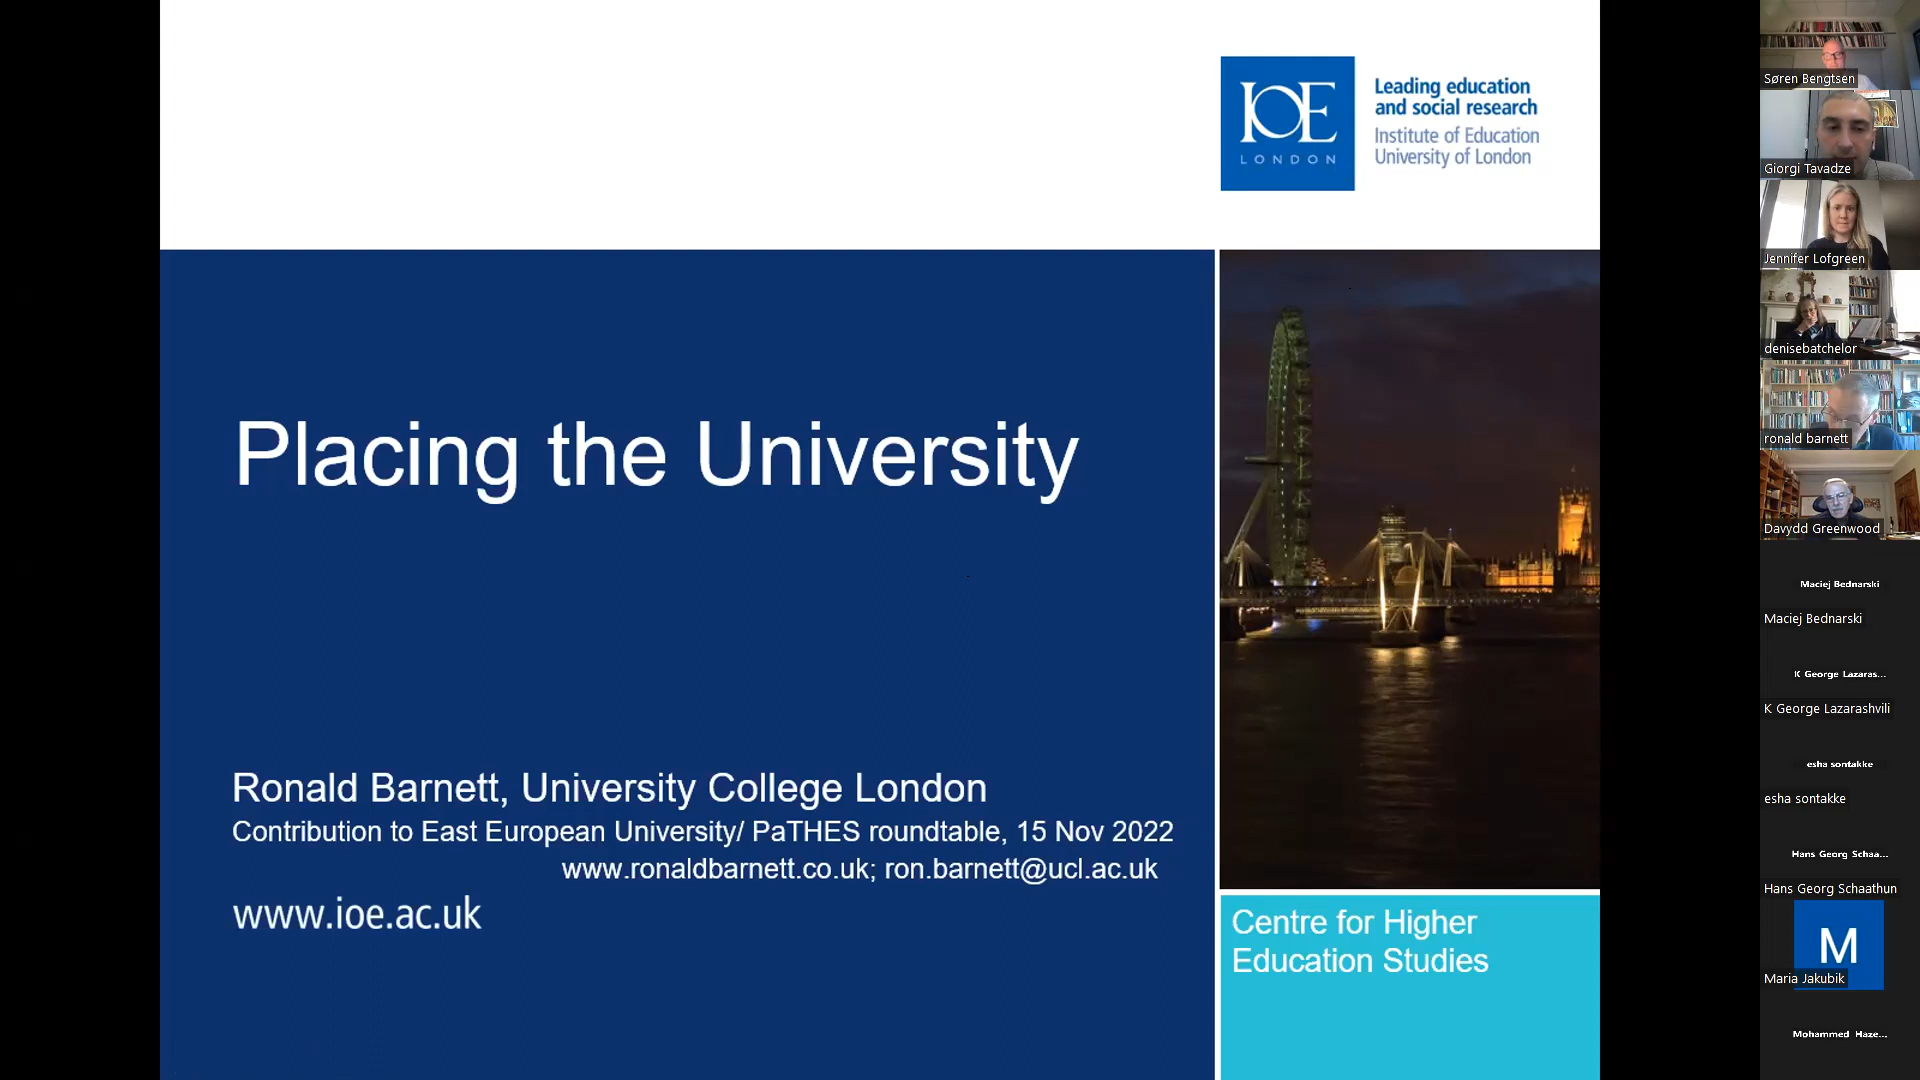 IOE
LONDON
Leading education
and social research
Institute of Education
University of London
Placing the University
Ronald Barnett, University College London
Contribution to East European University/ PaTHES roundtable, 15 Nov 2022
www.ronaldbarnett.co.uk; ron.barnett@ucl.ac.uk
www.ioe.ac.uk
Centre for Higher
Education Studies
Søren Bengtsen
Giorgi Tavadze
Jennifer Lofgreen
denisebatchelor
ronald barnett
Davydd Greenwood
Maciej Bednarski
Maciej Bednarski
K George Lazaras...
K George Lazarashvili
esha sontakke
esha sontakke
Hans Georg Schaa...
Hans Georg Schaathun
M
Maria Jakubik
Mohammed Haze...